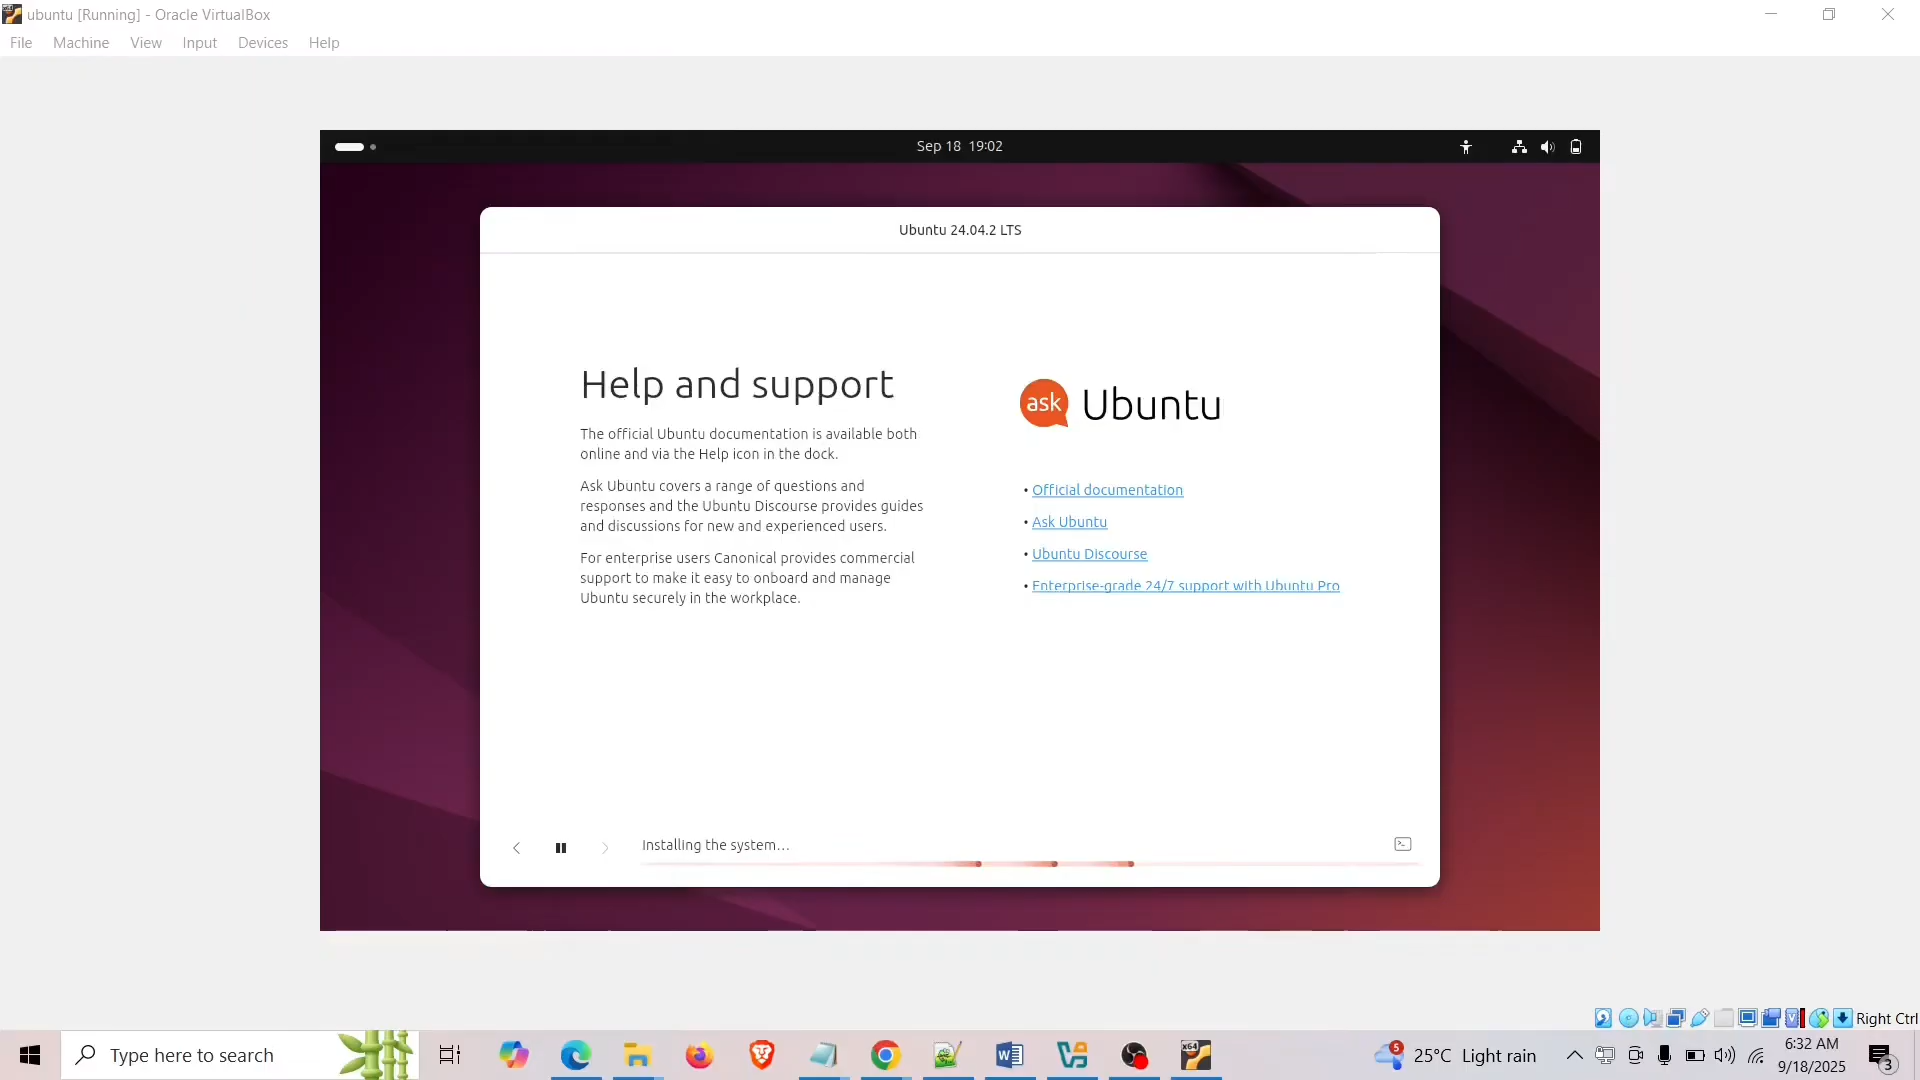 ubuntu [Running] - Oracle VirtualBox
File Machine View Input Devices Help
Sep 18 19:02
Ubuntu 24.04.2 LTS
Help and support
The official Ubuntu documentation is available both
online and via the Help icon in the dock.
Ask Ubuntu covers a range of questions and
responses and the Ubuntu Discourse provides guides
and discussions for new and experienced users.
For enterprise users Canonical provides commercial
support to make it easy to onboard and manage
Ubuntu securely in the workplace.
ask Ubuntu
• Official documentation
• Ask Ubuntu
• Ubuntu Discourse
• Enterprise-grade 24/7 support with Ubuntu Pro
Installing the system…
Right Ctrl
Type here to search
5
25°C Light rain
6:32 AM
9/18/2025
3